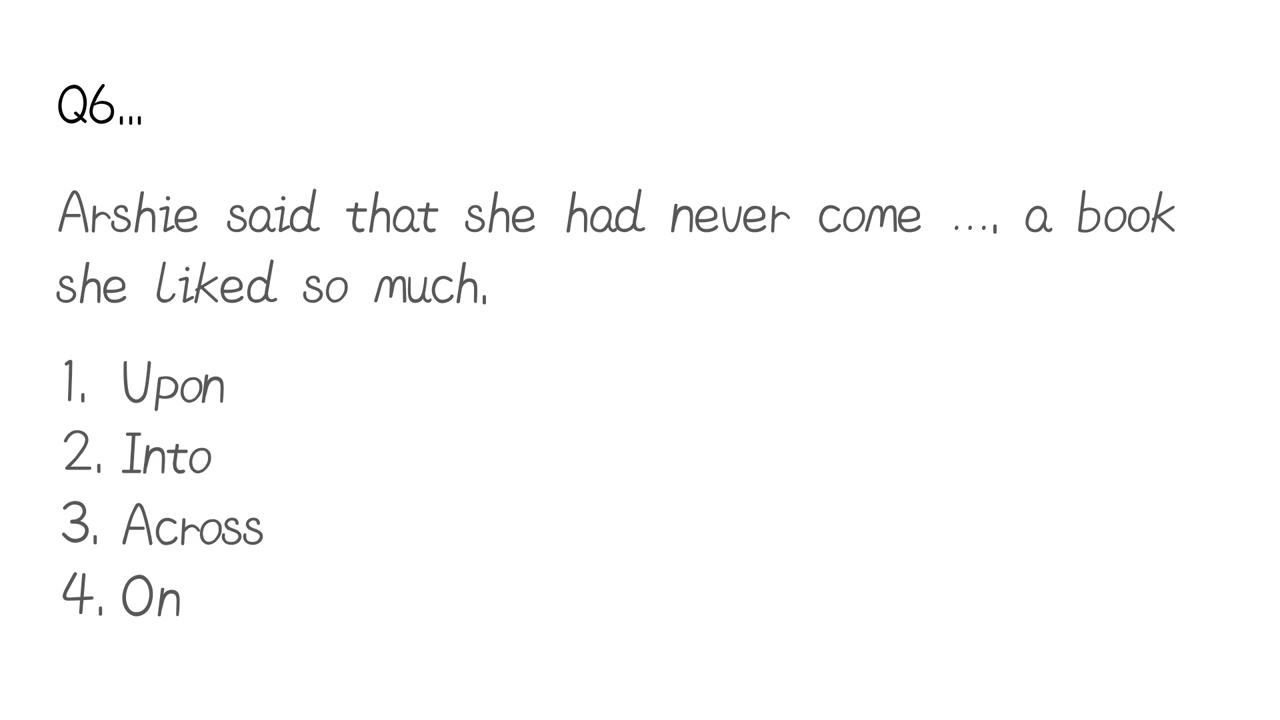 Q6...
Arshie said that she had never come .... a book
she liked so much.
1. Upon
2. Into
3. Across
4. On